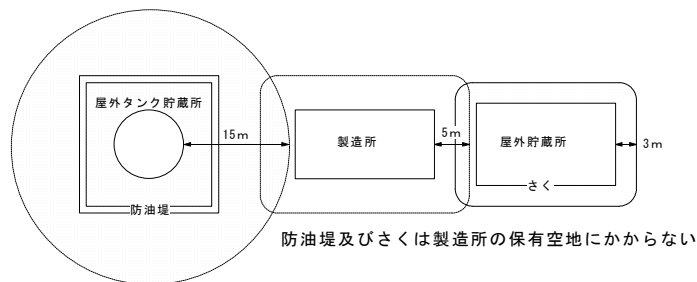 屋外タンク貯蔵所
15m
製造所
5m
屋外貯蔵所
3m
さく
防油堤
防油堤及びさくは製造所の保有空地にかからない